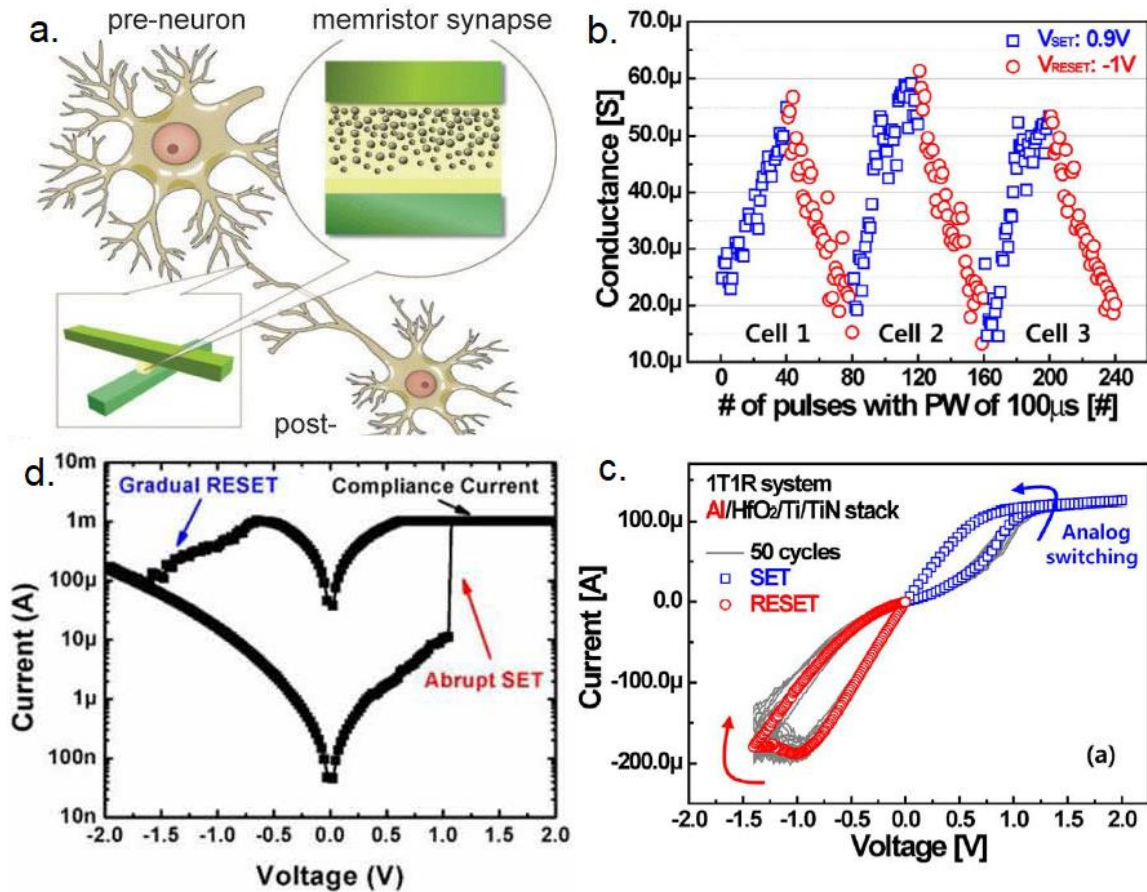 a.
pre-neuron
memristor synapse
post-
b.
VSET: 0.9V
VRESET: -1V
Conductance [S]
70.0μ
60.0μ
50.0μ
40.0μ
30.0μ
20.0μ
10.0μ
Cell 1
Cell 2
Cell 3
0
40
80
120
160
200
240
# of pulses with PW of 100μs [#]
d.
10m
1m
100μ
10μ
1μ
100n
10n
Current (A)
Gradual RESET
Compliance Current
Abrupt SET
-2.0
-1.5
-1.0
-0.5
0.0
0.5
1.0
1.5
2.0
Voltage (V)
c.
1T1R system
Al/HfO₂/Ti/TiN stack
50 cycles
SET
RESET
Analog
switching
(a)
100.0μ
0.0
-100.0μ
-200.0μ
Current [A]
-2.0
-1.5
-1.0
-0.5
0.0
0.5
1.0
1.5
2.0
Voltage [V]